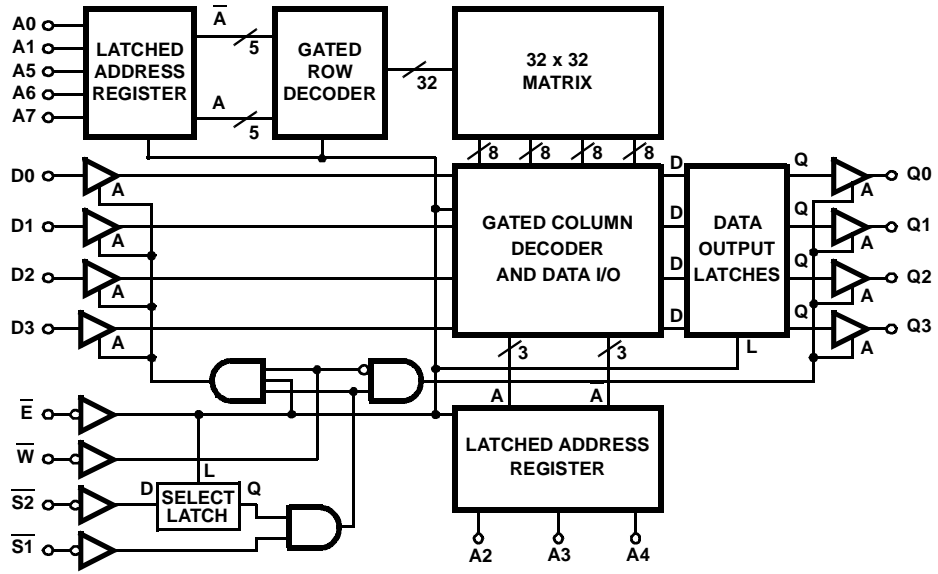 A0
A1
A5
A6
A7
LATCHED
ADDRESS
REGISTER
A̅
5
A
5
GATED
ROW
DECODER
32
32 x 32
MATRIX
8
8
8
8
D0
A
D1
A
D2
A
D3
A
GATED COLUMN
DECODER
AND DATA I/O
D
D
D
D
DATA
OUTPUT
LATCHES
Q
Q
Q
Q
L
A
Q0
A
Q1
A
Q2
A
Q3
3
3
A
A̅
LATCHED ADDRESS
REGISTER
A2
A3
A4
E̅
W̅
S̅2̅
S̅1̅
D
L
Q
SELECT
LATCH